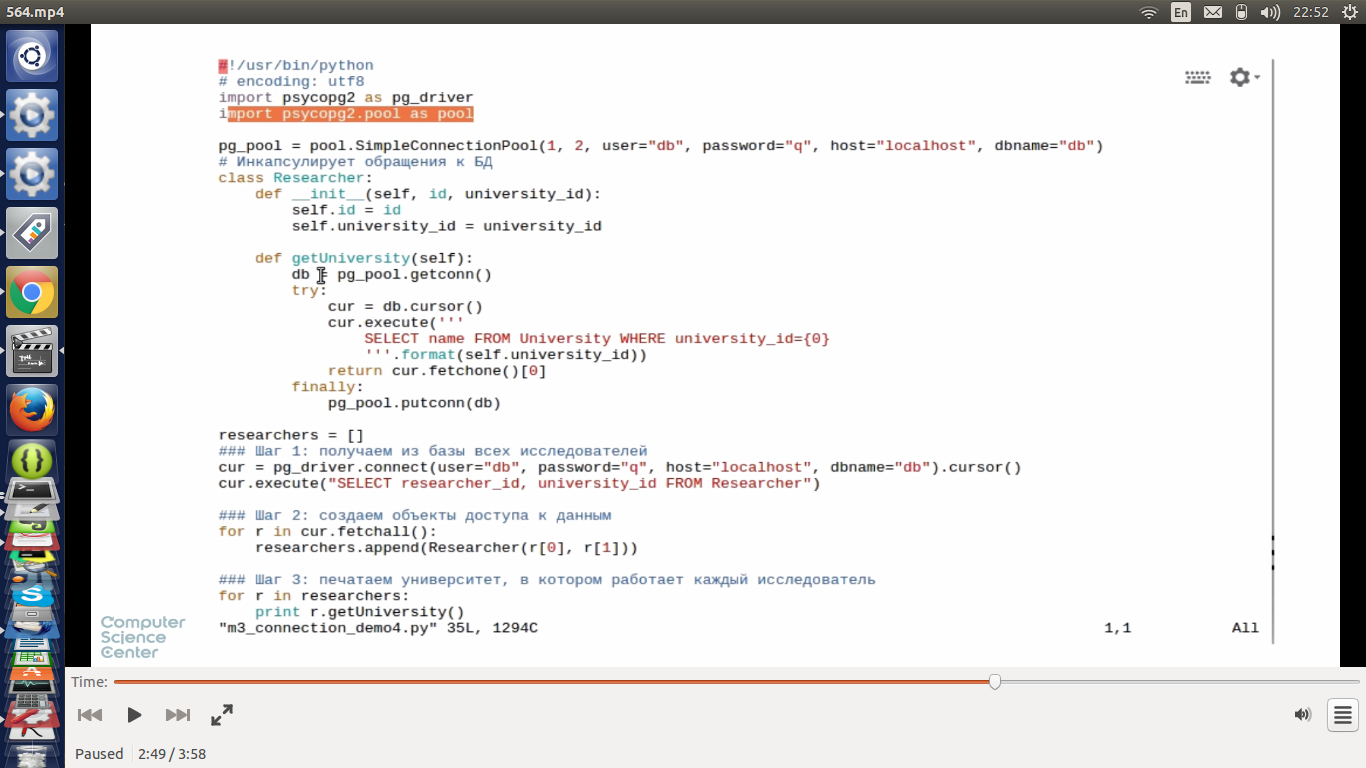 564.mp4
En
22:52
#!/usr/bin/python
# encoding: utf8
import psycopg2 as pg_driver
import psycopg2.pool as pool
pg_pool = pool.SimpleConnectionPool(1, 2, user="db", password="q", host="localhost", dbname="db")
# Инкапсулирует обращения к БД
class Researcher:
    def __init__(self, id, university_id):
        self.id = id
        self.university_id = university_id
    def getUniversity(self):
        db = pg_pool.getconn()
        try:
            cur = db.cursor()
            cur.execute('''
                SELECT name FROM University WHERE university_id={0}
                '''.format(self.university_id))
            return cur.fetchone()[0]
        finally:
            pg_pool.putconn(db)
researchers = []
### Шаг 1: получаем из базы всех исследователей
cur = pg_driver.connect(user="db", password="q", host="localhost", dbname="db").cursor()
cur.execute("SELECT researcher_id, university_id FROM Researcher")
### Шаг 2: создаем объекты доступа к данным
for r in cur.fetchall():
    researchers.append(Researcher(r[0], r[1]))
### Шаг 3: печатаем университет, в котором работает каждый исследователь
for r in researchers:
    print r.getUniversity()
"m3_connection_demo4.py" 35L, 1294C 1,1 All
Computer
Science
Center
Time:
Paused 2:49 / 3:58